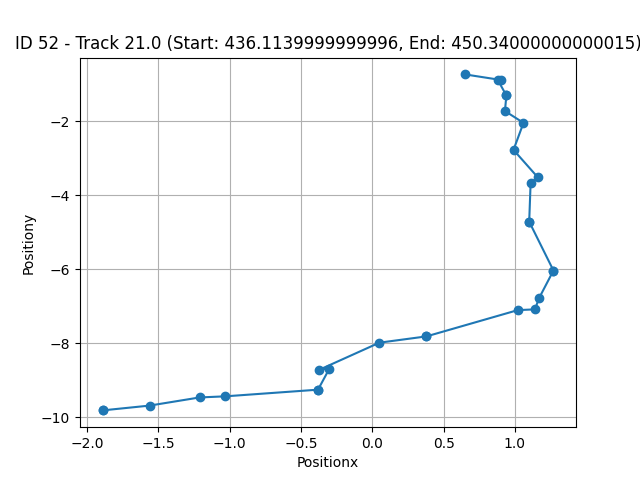 ID 52 - Track 21.0 (Start: 436.1139999999996, End: 450.34000000000015)
Positiony
−2
−4
−6
−8
−10
−2.0 −1.5 −1.0 −0.5 0.0 0.5 1.0
Positionx